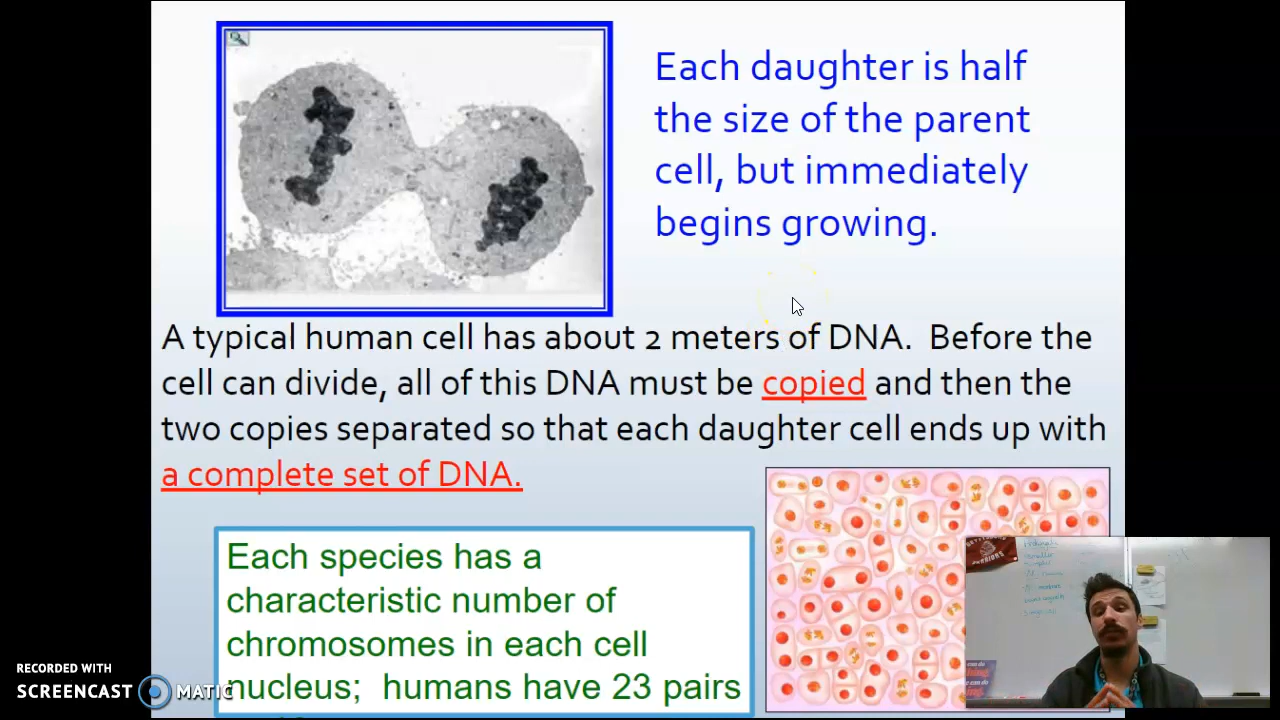 Each daughter is half
the size of the parent
cell, but immediately
begins growing.
A typical human cell has about 2 meters of DNA.  Before the
cell can divide, all of this DNA must be copied and then the
two copies separated so that each daughter cell ends up with
a complete set of DNA.
Each species has a
characteristic number of
chromosomes in each cell
nucleus;  humans have 23 pairs
RECORDED WITH
SCREENCAST MATIC